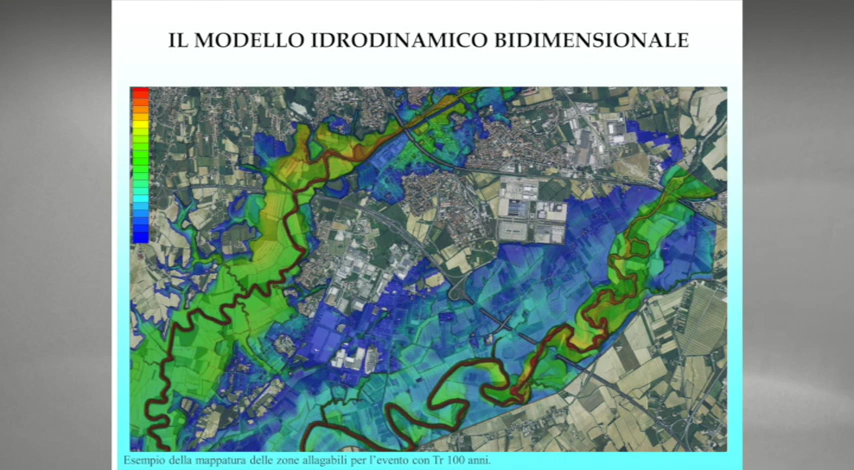 IL MODELLO IDRODINAMICO BIDIMENSIONALE
Esempio della mappatura delle zone allagabili per l'evento con Tr 100 anni.